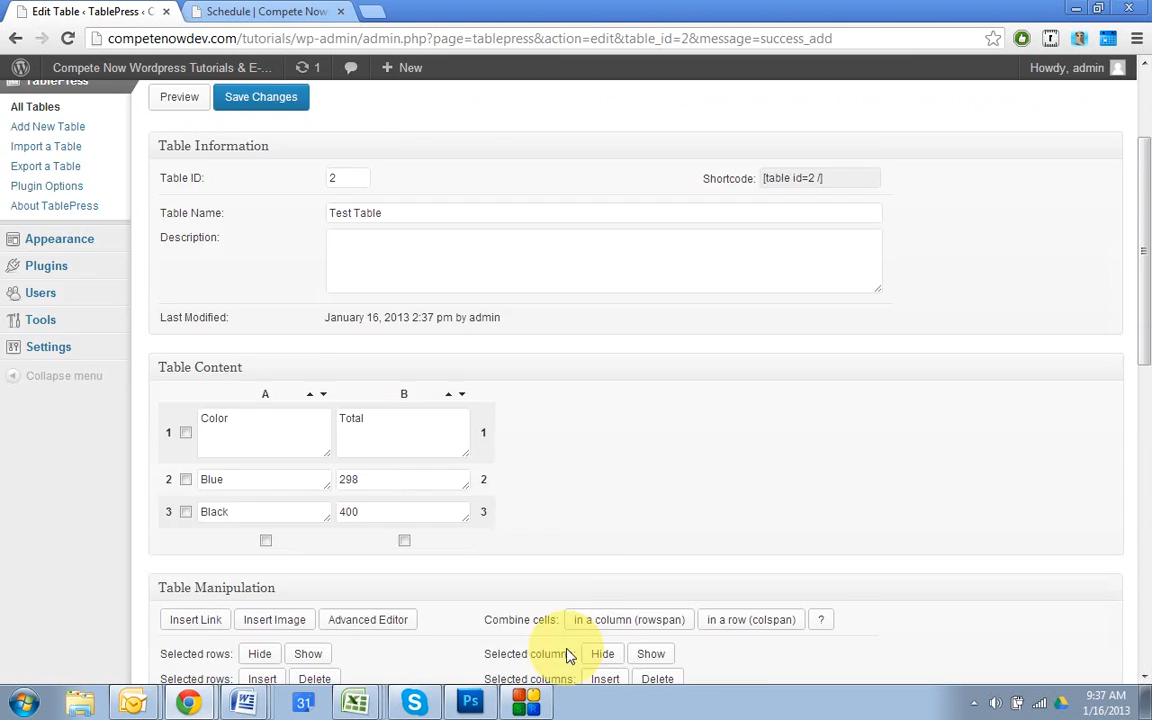 Edit Table ‹ TablePress ‹ C
Schedule | Compete Now
competenowdev.com/tutorials/wp-admin/admin.php?page=tablepress&action=edit&table_id=2&message=success_add
Compete Now Wordpress Tutorials & E-...
1
+ New
Howdy, admin
TablePress
All Tables
Add New Table
Import a Table
Export a Table
Plugin Options
About TablePress
Appearance
Plugins
Users
Tools
Settings
Collapse menu
Preview
Save Changes
Table Information
Table ID:
2
Shortcode:
[table id=2 /]
Table Name:
Test Table
Description:
Last Modified:
January 16, 2013 2:37 pm by admin
Table Content
A
B
1
Color
Total
1
2
Blue
298
2
3
Black
400
3
Table Manipulation
Insert Link
Insert Image
Advanced Editor
Combine cells:
in a column (rowspan)
in a row (colspan)
?
Selected rows:
Hide
Show
Selected column
Hide
Show
Selected rows:
Insert
Delete
Selected columns:
Insert
Delete
31
Ps
9:37 AM
1/16/2013